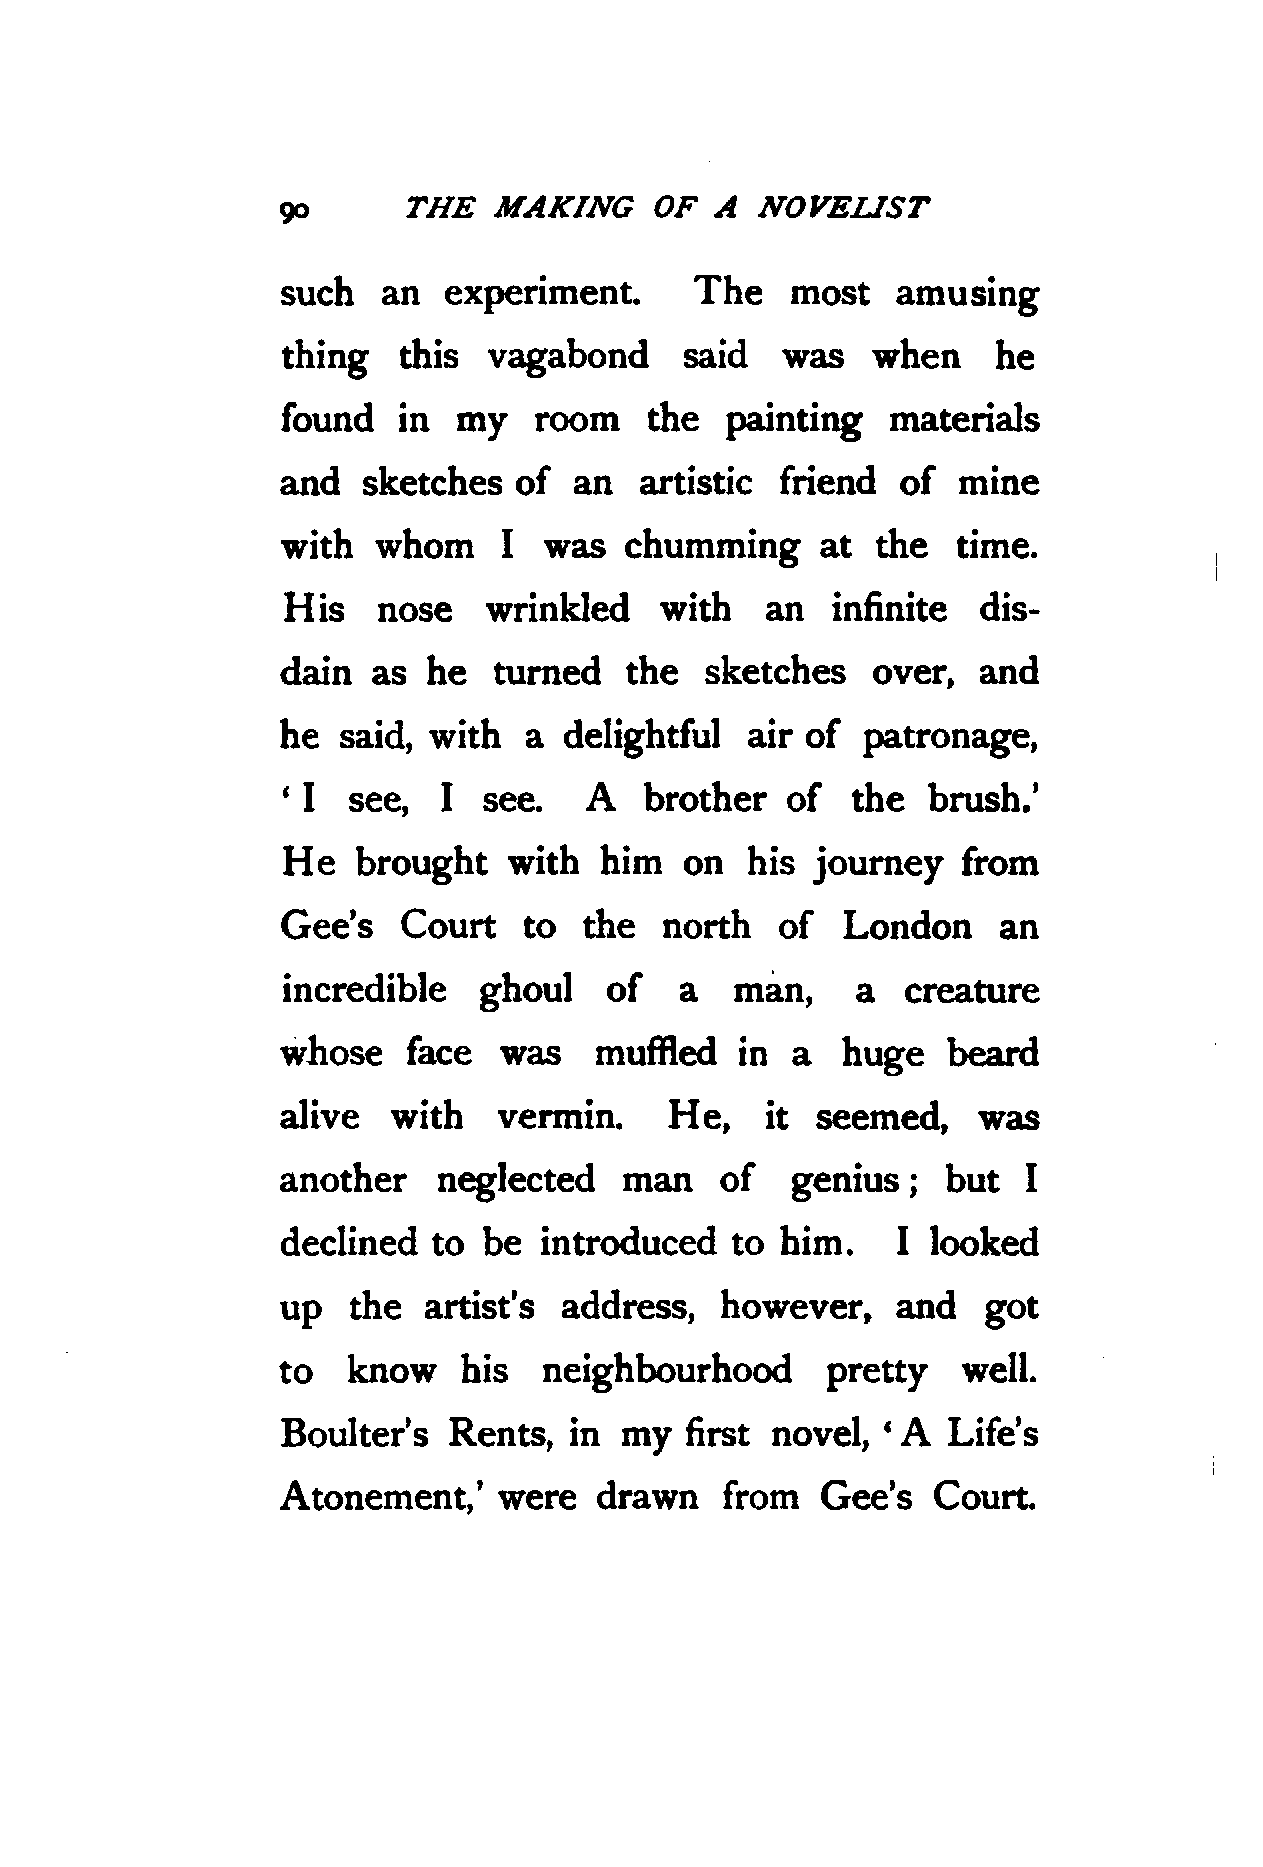 90 THE MAKING OF A NOVELIST
such an experiment. The most amusing
thing this vagabond said was when he
found in my room the painting materials
and sketches of an artistic friend of mine
with whom I was chumming at the time.
His nose wrinkled with an infinite dis-
dain as he turned the sketches over, and
he said, with a delightful air of patronage,
‘ I see, I see. A brother of the brush.’
He brought with him on his journey from
Gee's Court to the north of London an
incredible ghoul of a man, a creature
whose face was muffled in a huge beard
alive with vermin. He, it seemed, was
another neglected man of genius ; but I
declined to be introduced to him. I looked
up the artist's address, however, and got
to know his neighbourhood pretty well.
Boulter's Rents, in my first novel, ‘ A Life's
Atonement,’ were drawn from Gee's Court.